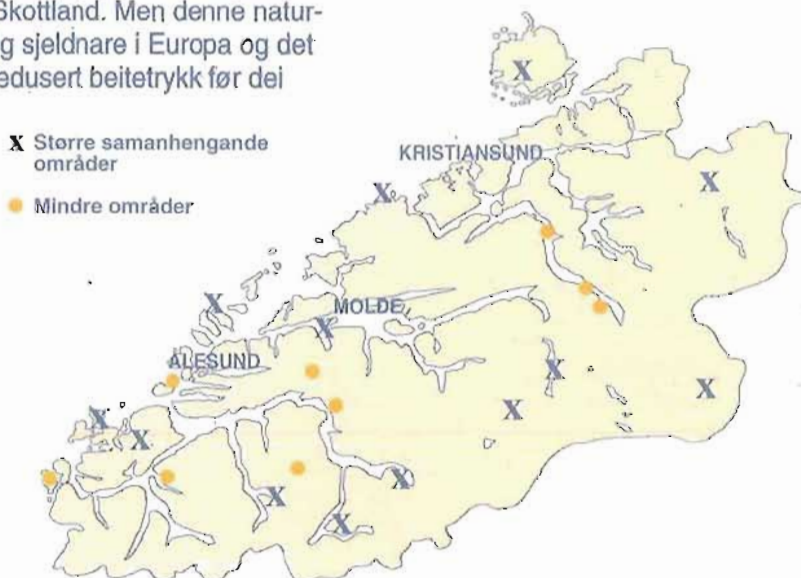 Skottland. Men denne natur-
g sjeldnare i Europa og det
edusert beitetrykk før dei
X Større samanhengande
områder
Mindre områder
KRISTIANSUND
MOLDE
ÅLESUND
X
X
X
X
X
X
X
X
X
X
X
X
X